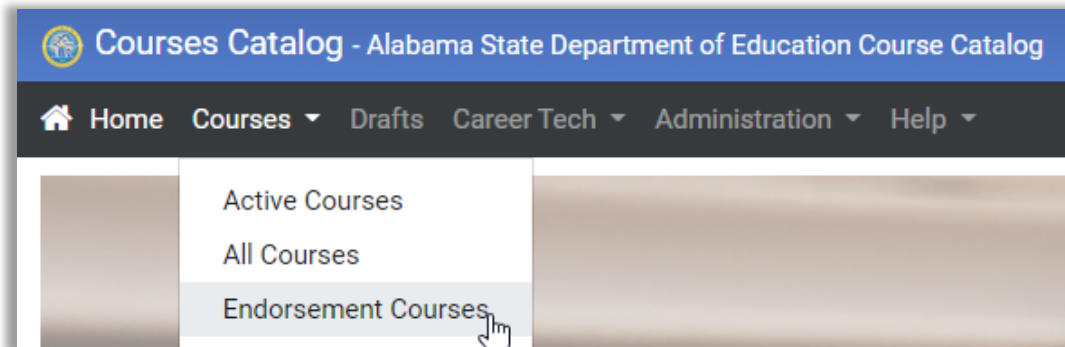 Courses Catalog - Alabama State Department of Education Course Catalog
Home Courses Drafts Career Tech Administration Help
Active Courses
All Courses
Endorsement Courses